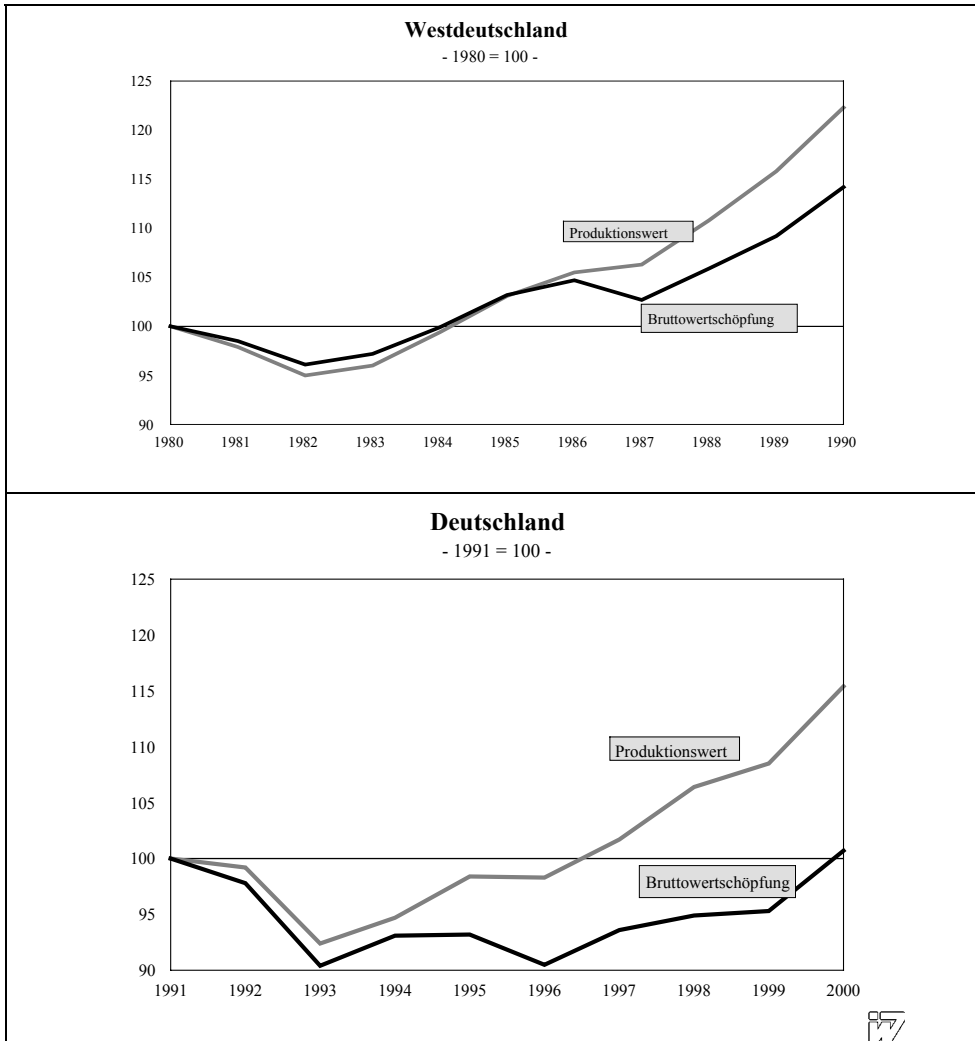 Westdeutschland
- 1980 = 100 -
125
120
115
110
105
100
95
90
Produktionswert
Bruttowertschöpfung
1980 1981 1982 1983 1984 1985 1986 1987 1988 1989 1990
Deutschland
- 1991 = 100 -
125
120
115
110
105
100
95
90
Produktionswert
Bruttowertschöpfung
1991 1992 1993 1994 1995 1996 1997 1998 1999 2000